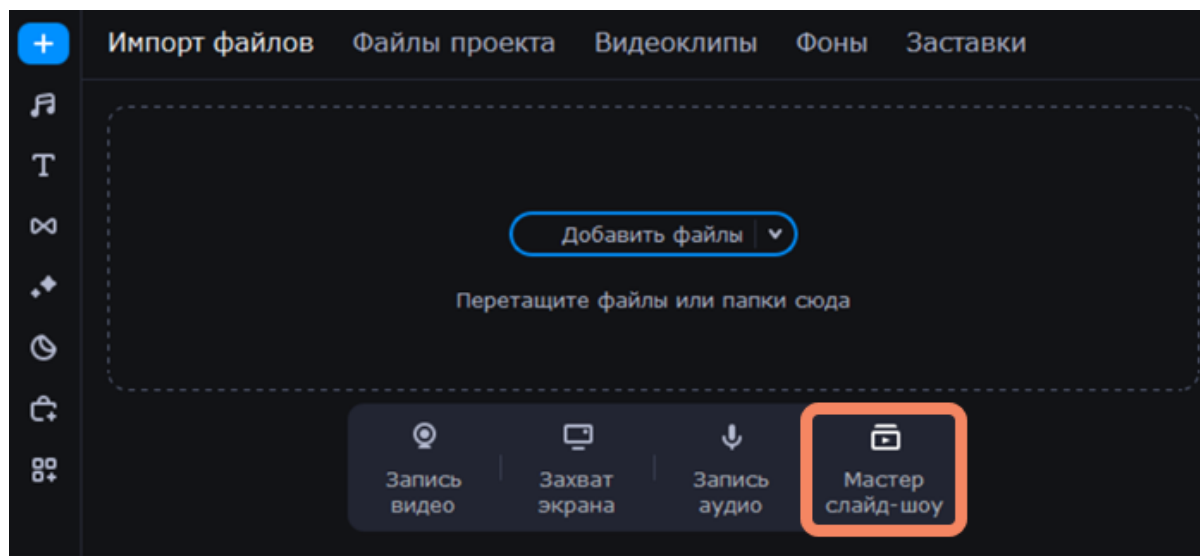 Импорт файлов Файлы проекта Видеоклипы Фоны Заставки
Добавить файлы
Перетащите файлы или папки сюда
Запись видео
Захват экрана
Запись аудио
Мастер слайд-шоу